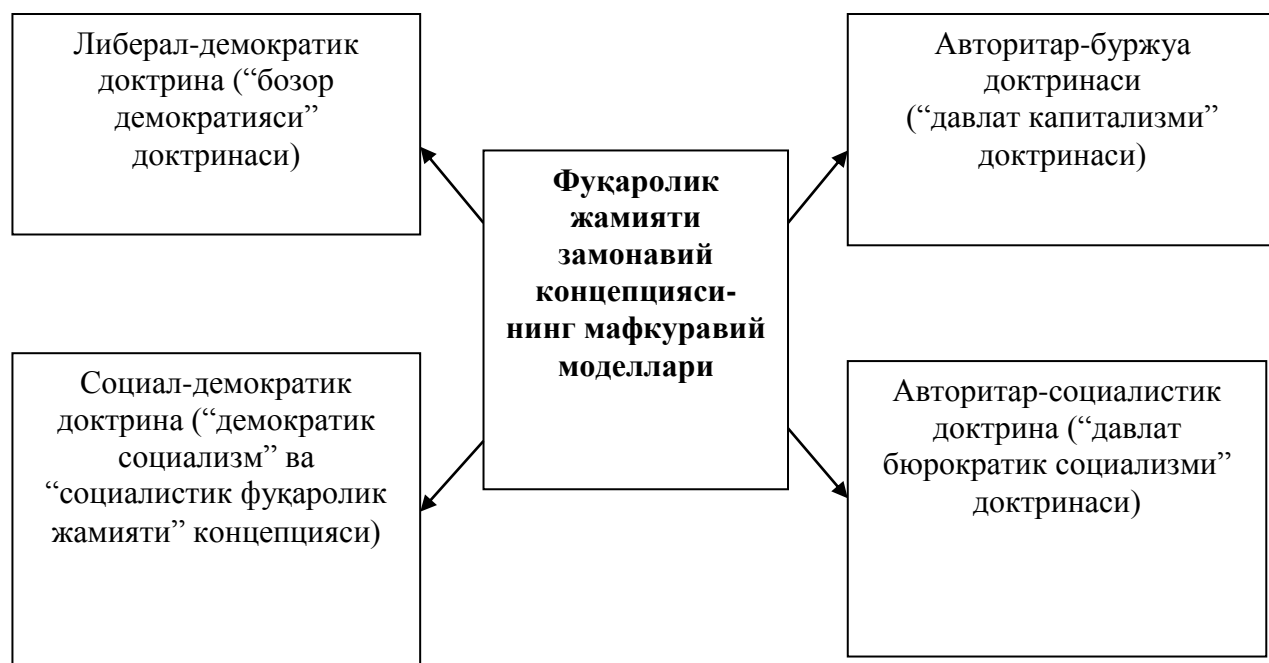 Либерал-демократик
доктрина (“бозор
демократияси”
доктринаси)
Авторитар-буржуа
доктринаси
(“давлат капитализми”
доктринаси)
Фуқаролик
жамияти
замонавий
концепцияси-
нинг мафкуравий
моделлари
Социал-демократик
доктрина (“демократик
социализм” ва
“социалистик фуқаролик
жамияти” концепцияси)
Авторитар-социалистик
доктрина (“давлат
бюрократик социализми”
доктринаси)